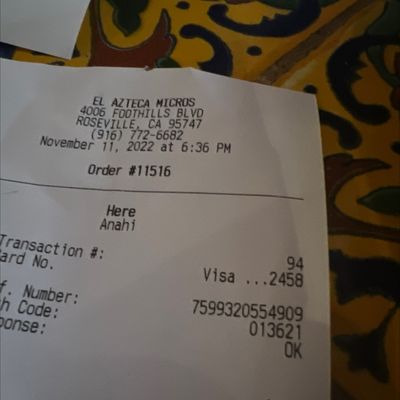 EL AZTECA MICROS
4006 FOOTHILLS BLVD
ROSEVILLE, CA 95747
(916) 772-6682
November 11, 2022 at 6:36 PM
Order #11516
Here
Anahi
Transaction #: 94
ard No. Visa ...2458
f. Number: 7599320554909
h Code: 013621
ponse: OK